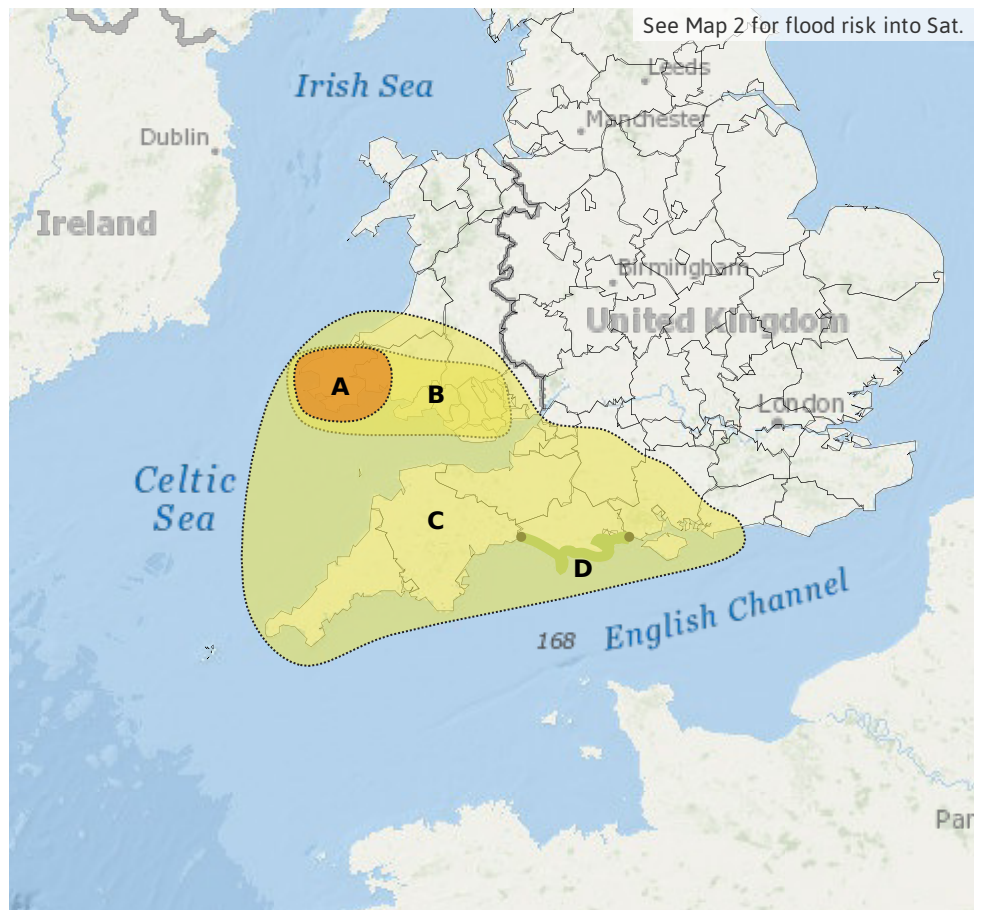 See Map 2 for flood risk into Sat.
Leeds
Irish Sea
Manchester
Dublin
Ireland
Birmingham
United Kingdom
A
B
London
Celtic
Sea
C
D
English Channel
168
Par